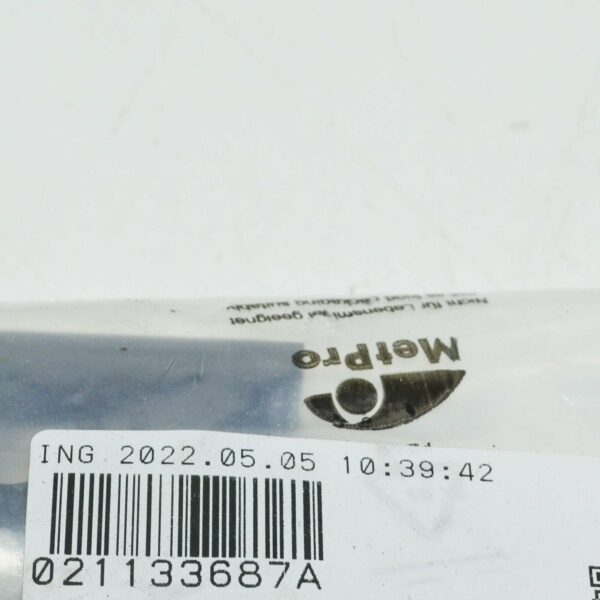 Nicht für Lebensmittel geeignet
MetPro
ING 2022.05.05 10:39:42
021133687A